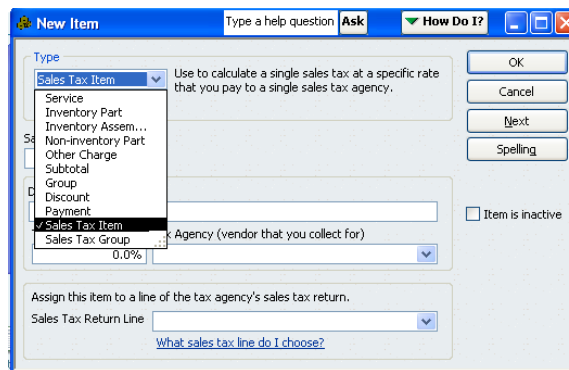 New Item
Type a help question Ask
How Do I?
Type
Sales Tax Item
Use to calculate a single sales tax at a specific rate
that you pay to a single sales tax agency.
Service
Inventory Part
Inventory Assem...
Non-inventory Part
Other Charge
Subtotal
Group
Discount
Payment
✓Sales Tax Item
Sales Tax Group
Agency (vendor that you collect for)
0.0%
Assign this item to a line of the tax agency's sales tax return.
Sales Tax Return Line
What sales tax line do I choose?
OK
Cancel
Next
Spelling
Item is inactive